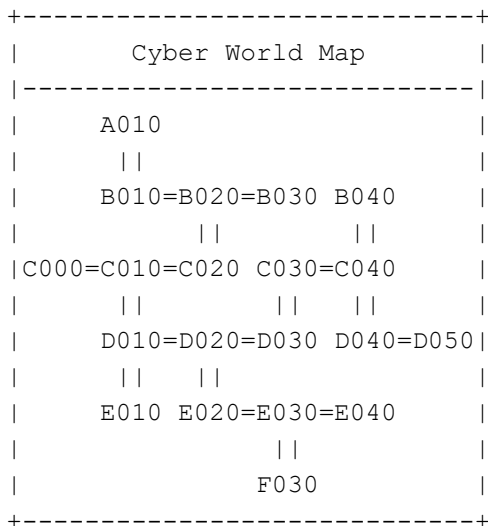 +-----------------------------+
|       Cyber World Map       |
|-----------------------------|
|     A010                    |
|      ||                     |
|     B010=B020=B030 B040     |
|           ||        ||      |
|C000=C010=C020 C030=C040     |
|      ||        ||   ||      |
|     D010=D020=D030 D040=D050|
|      ||   ||                |
|     E010 E020=E030=E040     |
|                ||           |
|               F030          |
+-----------------------------+